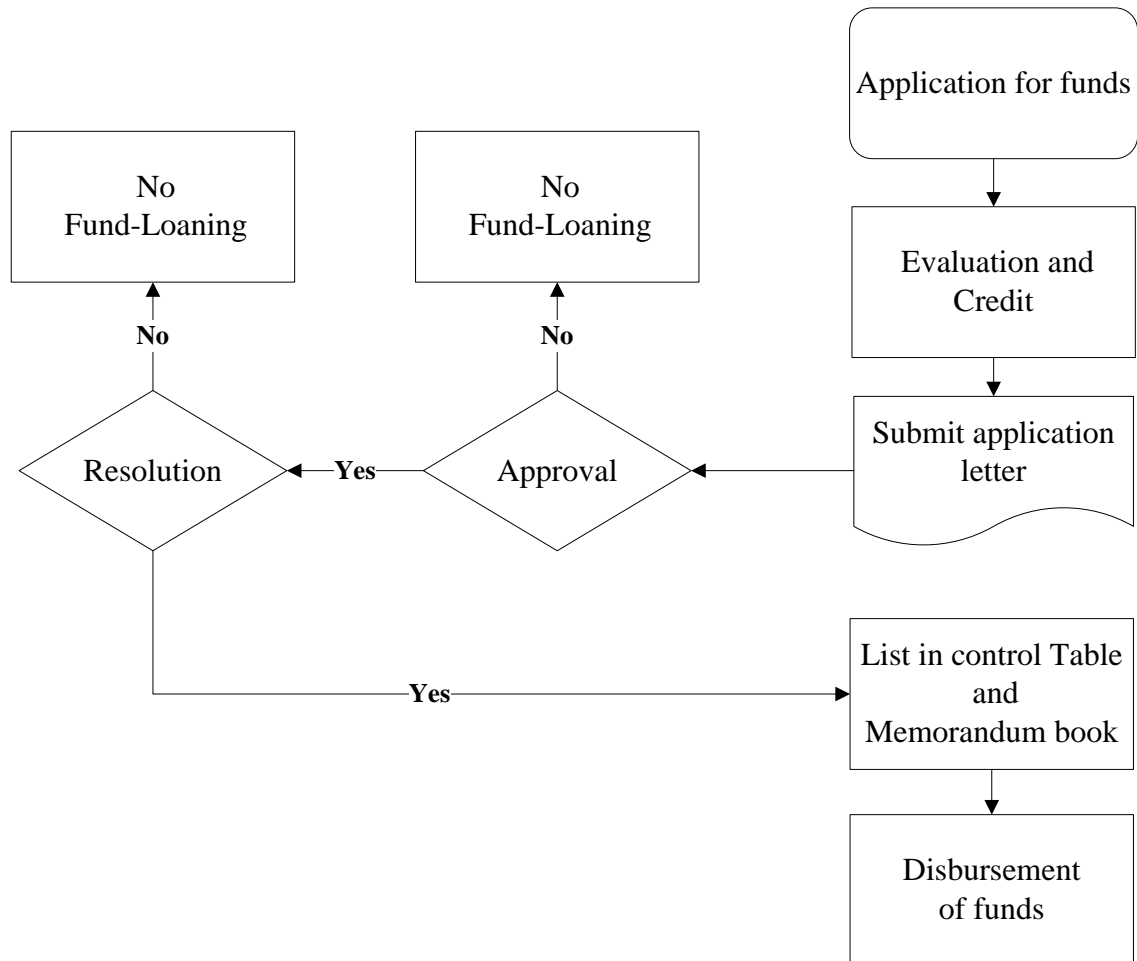 Application for funds
No
Fund-Loaning
No
Fund-Loaning
Evaluation and
Credit
No
No
Submit application
letter
Resolution
Yes
Approval
List in control Table
and
Memorandum book
Yes
Disbursement
of funds